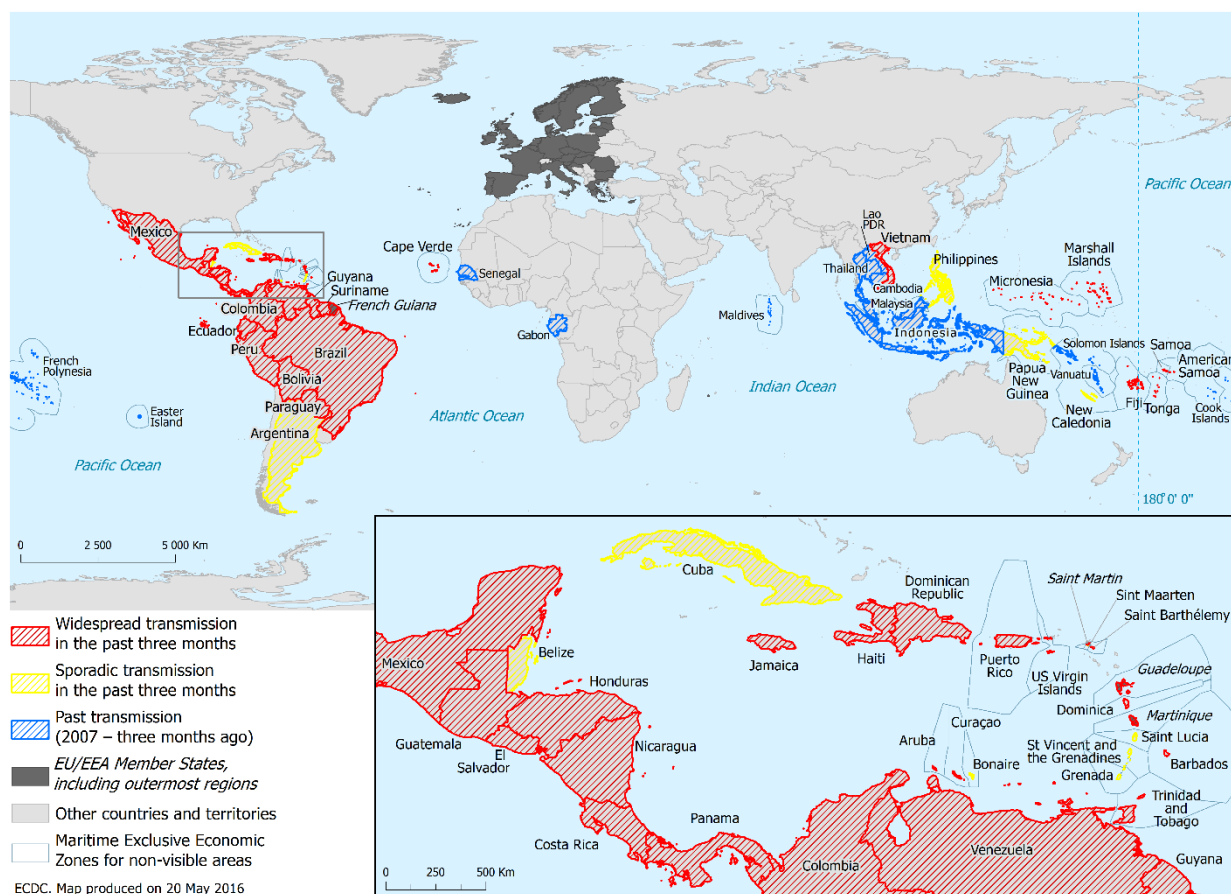 Pacific Ocean
Lao
PDR
Vietnam
Mexico
Cape Verde
Senegal
Thailand
Philippines
Marshall
Islands
Micronesia
Guyana
Suriname
French Guiana
Colombia
Cambodia
Malaysia
Maldives
Gabon
Indonesia
Ecuador
Peru
Brazil
Solomon Islands
Samoa
American
Samoa
French
Polynesia
Bolivia
Indian Ocean
Papua
New
Guinea
Vanuatu
Easter
Island
Paraguay
Atlantic Ocean
Fiji
Tonga
Cook
Islands
New
Caledonia
Argentina
Pacific Ocean
180°0'0"
0 2 500 5 000 Km
Cuba
Dominican
Republic
Saint Martin
Sint Maarten
Saint Barthélemy
Mexico
Belize
Jamaica
Haiti
Puerto
Rico
US Virgin
Islands
Guadeloupe
Honduras
Dominica
Martinique
Guatemala
El
Salvador
Nicaragua
Aruba
Curaçao
Bonaire
St Vincent and
the Grenadines
Saint Lucia
Grenada
Barbados
Trinidad
and
Tobago
Costa Rica
Panama
Colombia
Venezuela
Guyana
0 250 500 Km
Widespread transmission
in the past three months
Sporadic transmission
in the past three months
Past transmission
(2007 – three months ago)
EU/EEA Member States,
including outermost regions
Other countries and territories
Maritime Exclusive Economic
Zones for non-visible areas
ECDC. Map produced on 20 May 2016